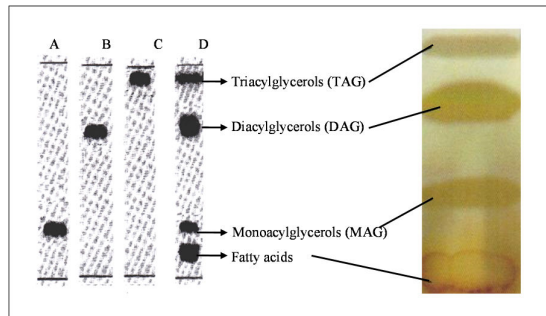 A B C D
Triacylglycerols (TAG)
Diacylglycerols (DAG)
Monoacylglycerols (MAG)
Fatty acids